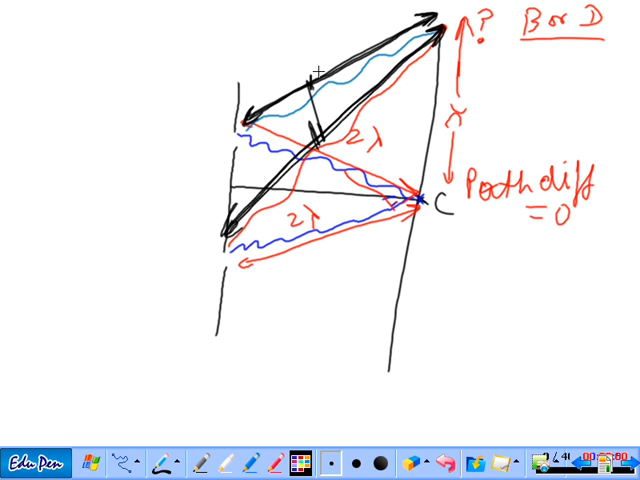 ? B or D
x
2λ
Path diff
= 0
C
2λ
Edu Pen